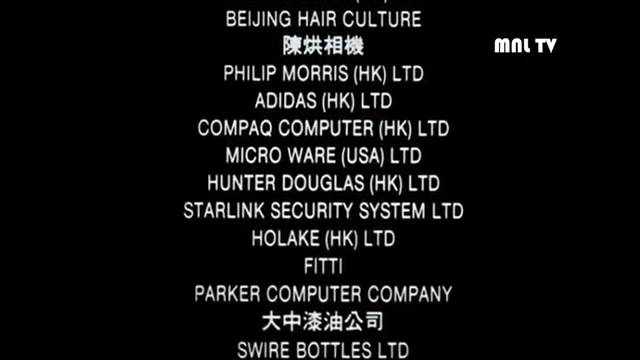 BEIJING HAIR CULTURE
陳烘相機
MNL TV
PHILIP MORRIS (HK) LTD
ADIDAS (HK) LTD
COMPAQ COMPUTER (HK) LTD
MICRO WARE (USA) LTD
HUNTER DOUGLAS (HK) LTD
STARLINK SECURITY SYSTEM LTD
HOLAKE (HK) LTD
FITTI
PARKER COMPUTER COMPANY
大中漆油公司
SWIRE BOTTLES LTD